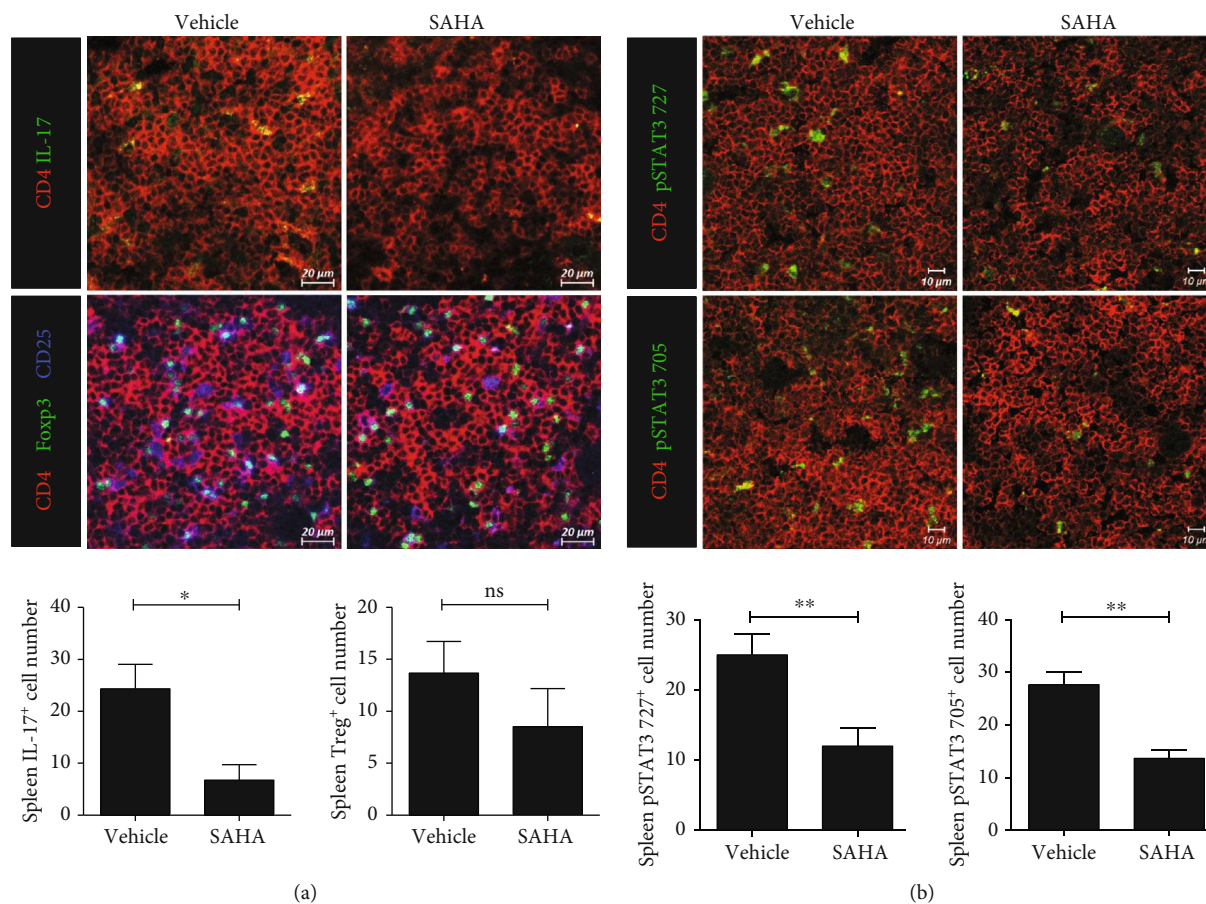 Vehicle
SAHA
CD4 IL-17
20 µm
20 µm
CD4 Foxp3 CD25
20 µm
20 µm
Spleen IL-17⁺ cell number
40
30
20
10
0
*
Vehicle
SAHA
Spleen Treg⁺ cell number
20
15
10
5
0
ns
Vehicle
SAHA
(a)
Vehicle
SAHA
CD4 pSTAT3 727
10 µm
10 µm
CD4 pSTAT3 705
10 µm
10 µm
Spleen pSTAT3 727⁺ cell number
30
20
10
0
**
Vehicle
SAHA
Spleen pSTAT3 705⁺ cell number
40
30
20
10
0
**
Vehicle
SAHA
(b)